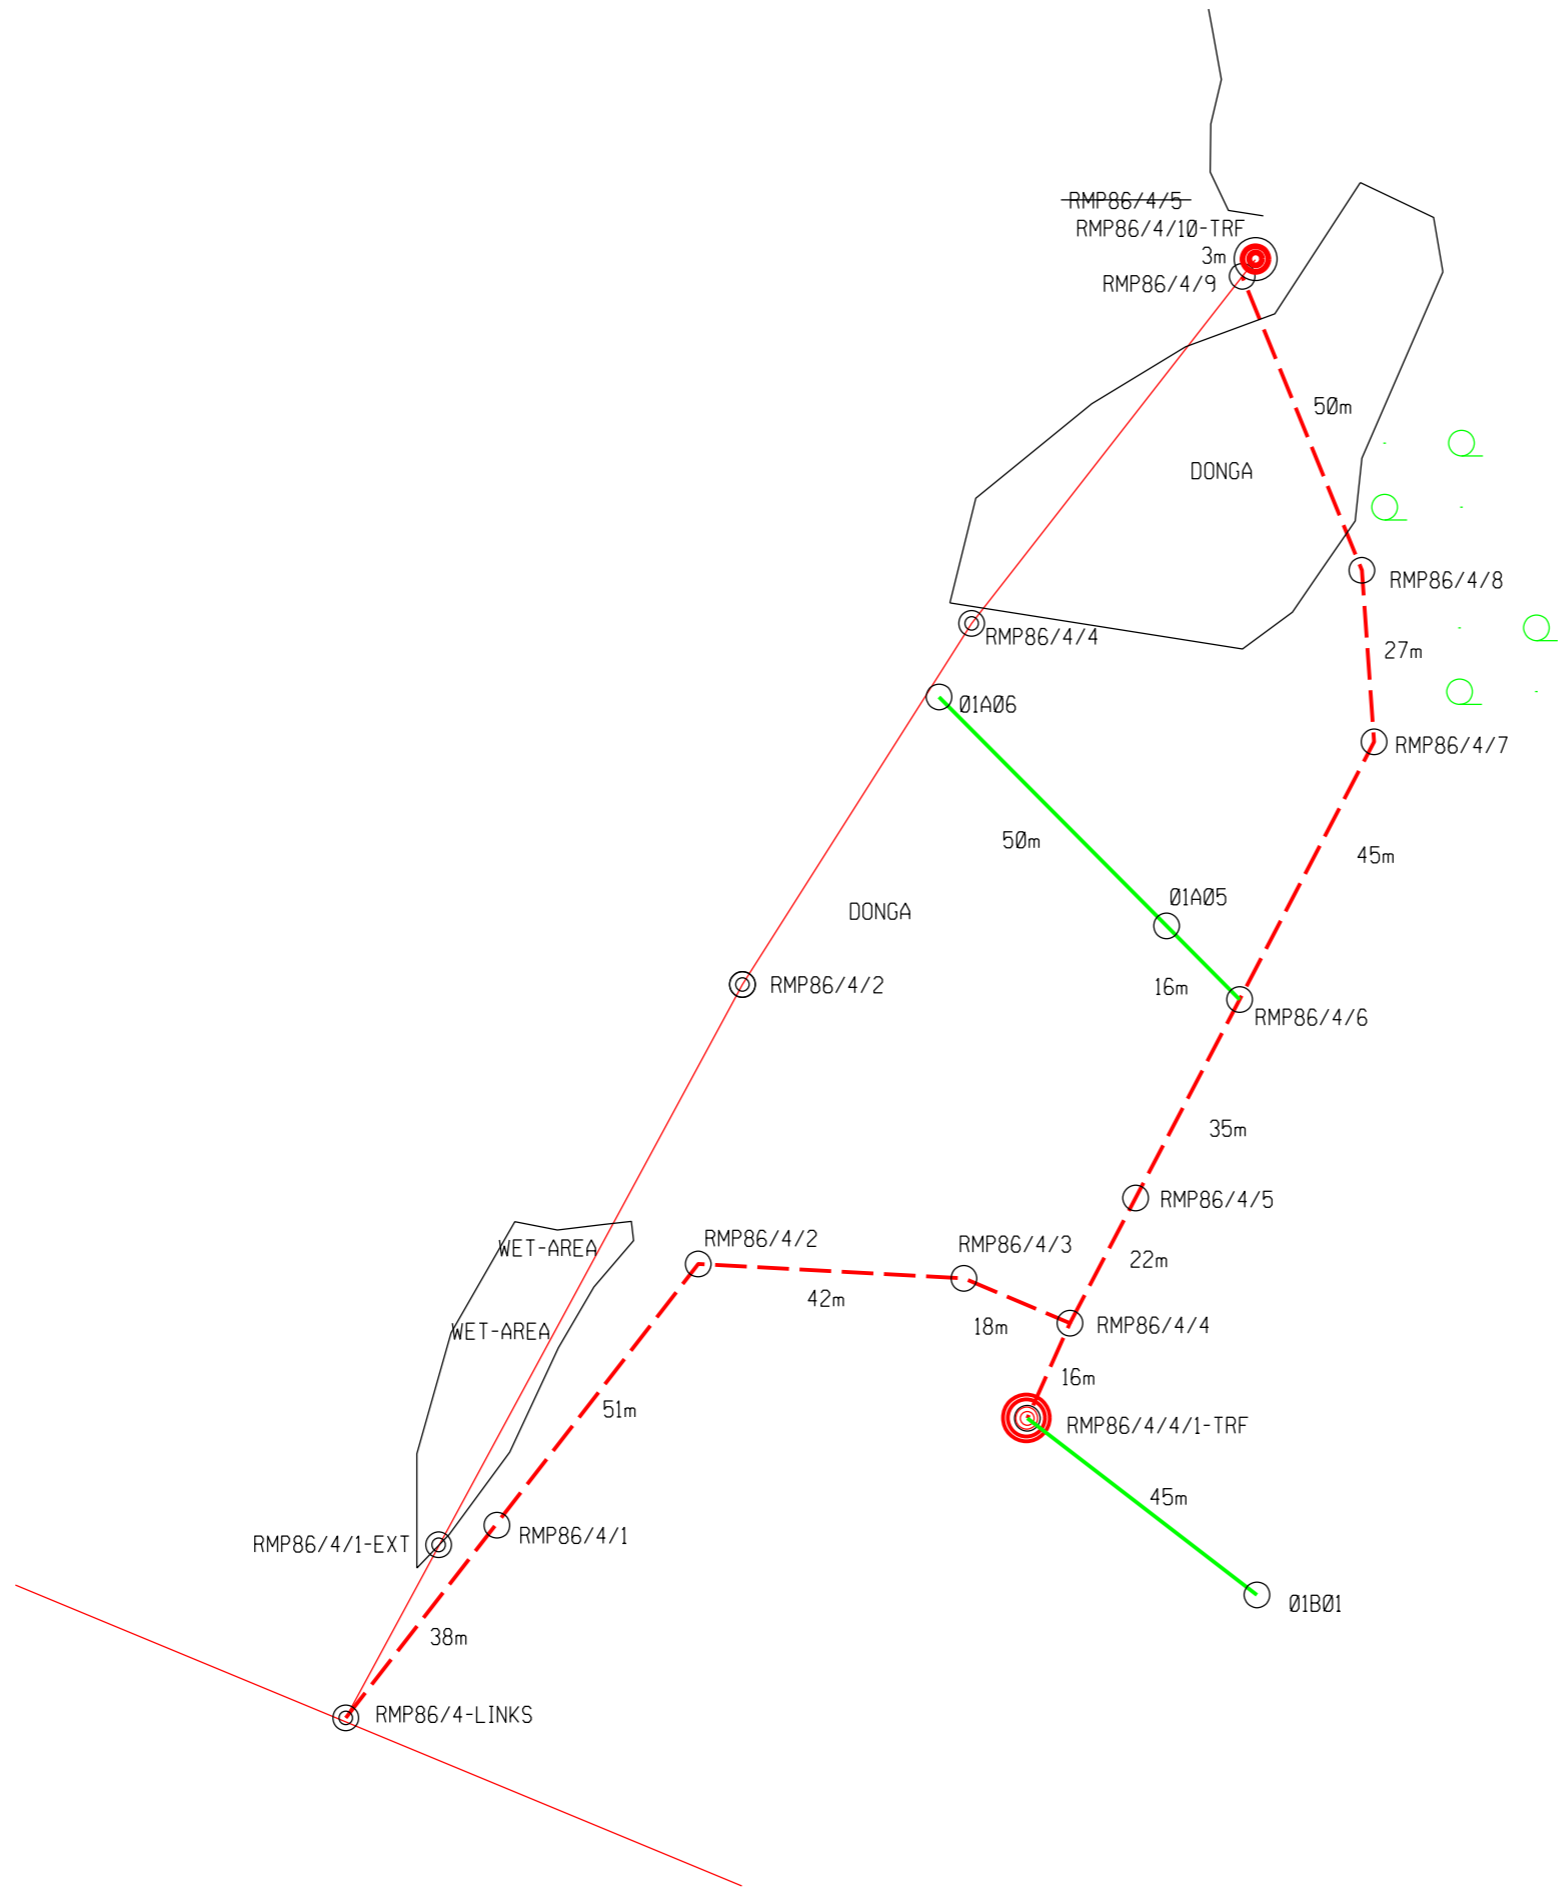 RMP86/4/5
RMP86/4/10-TRF
3m
RMP86/4/9
50m
DONGA
RMP86/4/8
RMP86/4/4
27m
01A06
RMP86/4/7
50m
45m
01A05
DONGA
RMP86/4/2
16m
RMP86/4/6
35m
RMP86/4/5
RMP86/4/2
RMP86/4/3
WET-AREA
22m
42m
18m
RMP86/4/4
WET-AREA
16m
51m
RMP86/4/4/1-TRF
45m
RMP86/4/1
RMP86/4/1-EXT
01B01
38m
RMP86/4-LINKS